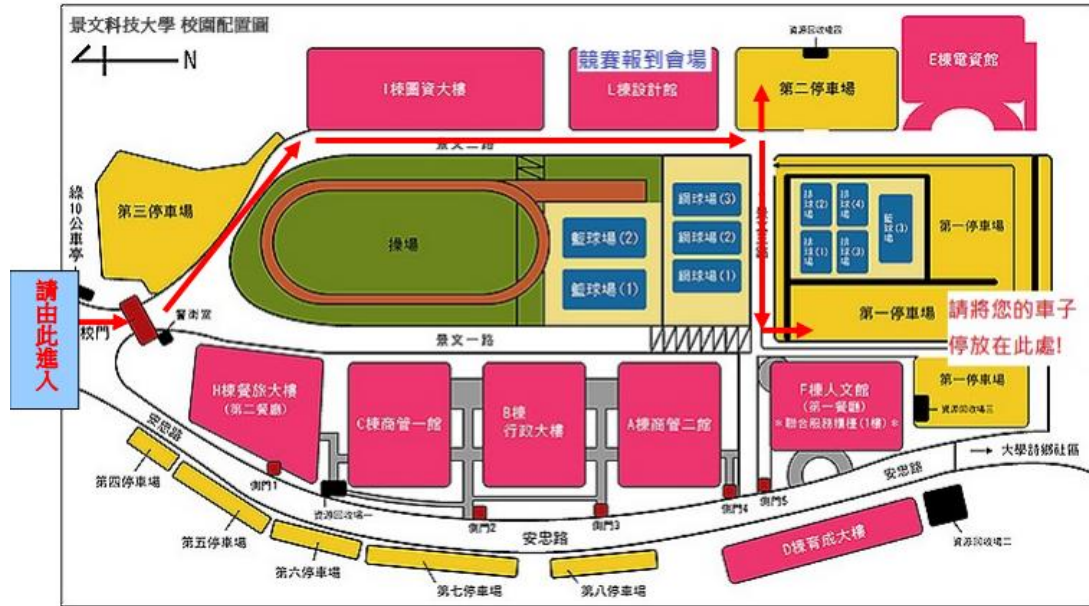 景文科技大學 校園配置圖
N
資源回收場四
競賽報到會場
E棟電資館
I棟圖資大樓
L棟設計館
第二停車場
景文二路
綠10公車亭
第三停車場
操場
籃球場(2)
籃球場(1)
網球場(3)
網球場(2)
網球場(1)
景文三路
排球場(2)
排球場(4)
籃球場(3)
排球場(1)
排球場(3)
第一停車場
第一停車場
請將您的車子
停放在此處!
請由此進入
校門
警衛室
景文一路
H棟餐旅大樓
(第二餐廳)
C棟商管一館
B棟
行政大樓
A棟商管二館
F棟人文館
(第一餐廳)
*聯合服務櫃檯(1樓)*
第一停車場
資源回收場三
大學詩鄉社區
安忠路
安忠路
安忠路
側門1
資源回收場一
側門2
側門3
側門4
側門5
第四停車場
第五停車場
第六停車場
第七停車場
第八停車場
D棟育成大樓
資源回收場二